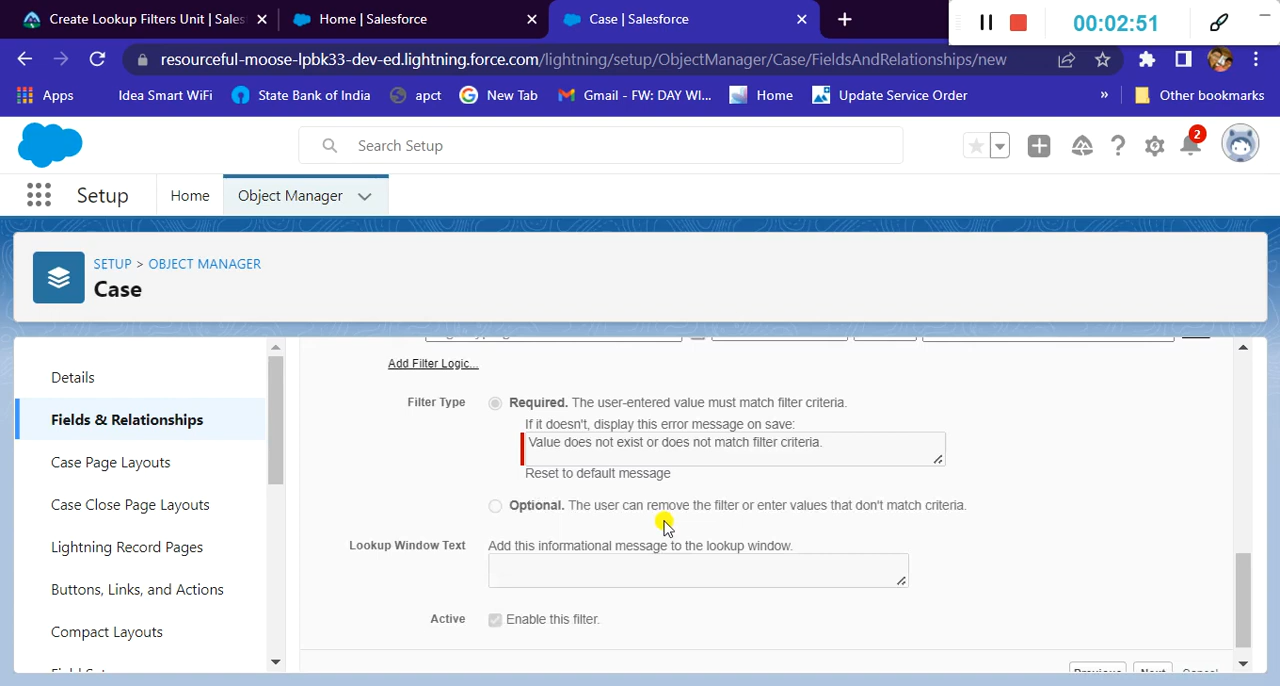 Create Lookup Filters Unit | Sales
Home | Salesforce
Case | Salesforce
00:02:51
resourceful-moose-lpbk33-dev-ed.lightning.force.com/lightning/setup/ObjectManager/Case/FieldsAndRelationships/new
Apps
Idea Smart WiFi
State Bank of India
apct
New Tab
Gmail - FW: DAY WI...
Home
Update Service Order
»
Other bookmarks
Search Setup
2
Setup
Home
Object Manager
SETUP > OBJECT MANAGER
Case
Details
Fields & Relationships
Case Page Layouts
Case Close Page Layouts
Lightning Record Pages
Buttons, Links, and Actions
Compact Layouts
Add Filter Logic...
Filter Type
Required. The user-entered value must match filter criteria.
If it doesn't, display this error message on save:
Value does not exist or does not match filter criteria.
Reset to default message
Optional. The user can remove the filter or enter values that don't match criteria.
Lookup Window Text
Add this informational message to the lookup window.
Active
Enable this filter.
Previous
Next
Cancel